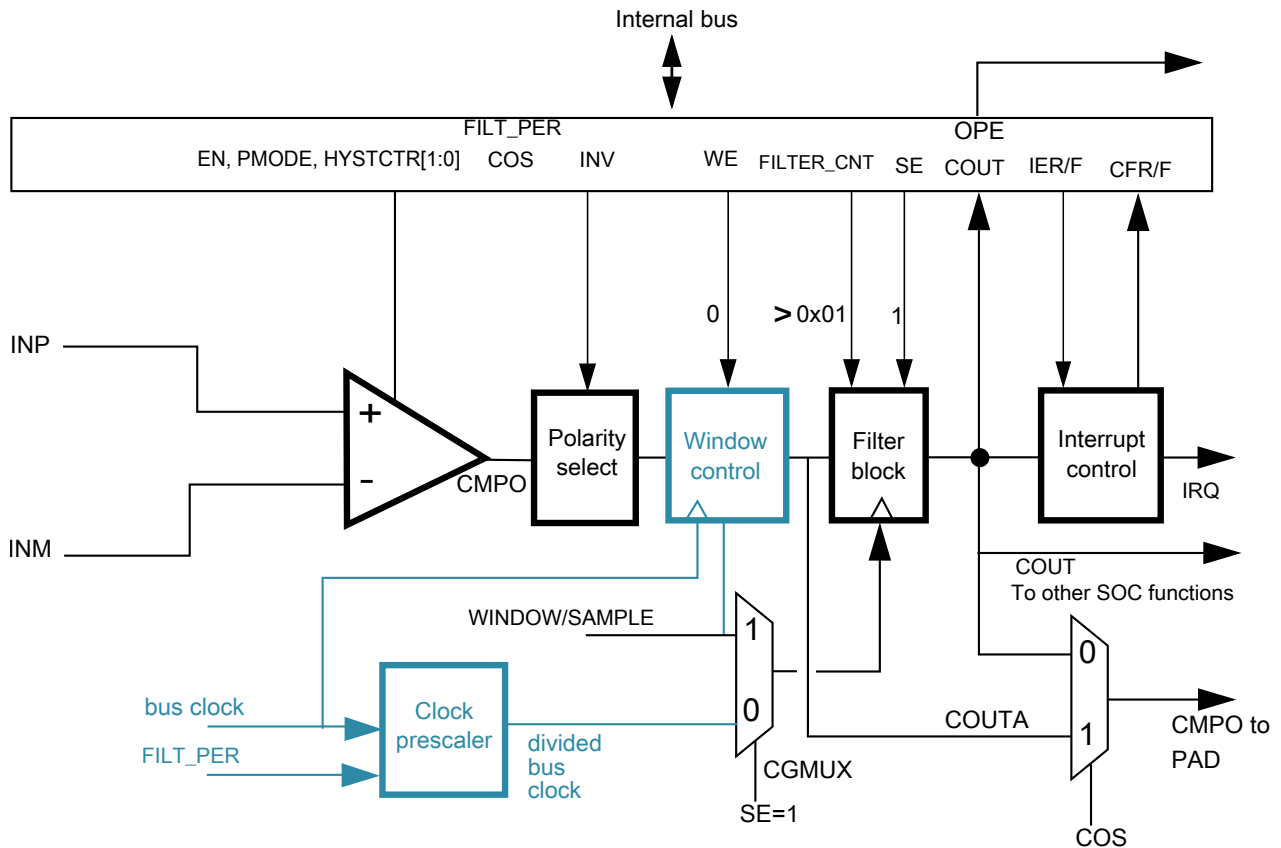 Internal bus
FILT_PER
OPE
EN, PMODE, HYSTCTR[1:0]
COS
INV
WE
FILTER_CNT
SE
COUT
IER/F
CFR/F
0
> 0x01
1
INP
+
-
INM
CMPO
Polarity
select
Window
control
Filter
block
Interrupt
control
IRQ
COUT
To other SOC functions
WINDOW/SAMPLE
1
0
CGMUX
SE=1
bus clock
FILT_PER
Clock
prescaler
divided
bus
clock
COUTA
0
1
CMPO to
PAD
COS